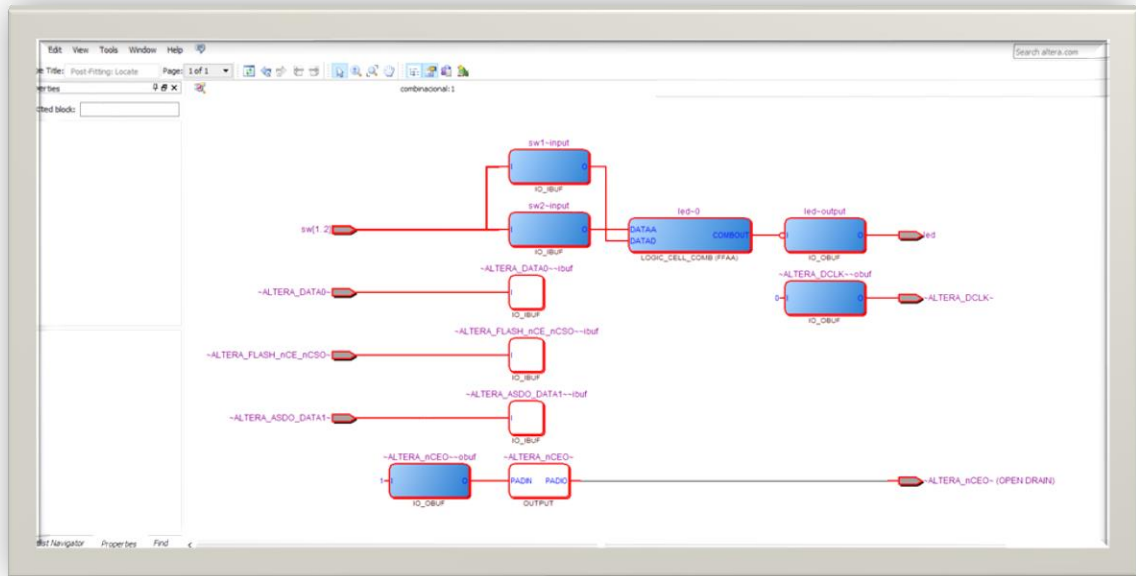 Edit View Tools Window Help
Search altera.com
Title: Post-Fitting: Locate Page: 1 of 1
combinacional:1
block:
sw1~input
I O
IO_IBUF
sw2~input
sw[1..2]
I O
IO_IBUF
led~0
DATAA
DATAD
COMBOUT
LOGIC_CELL_COMB (FFAA)
led~output
I O
IO_OBUF
led
~ALTERA_DATA0~~ibuf
~ALTERA_DATA0~
I
IO_IBUF
~ALTERA_DCLK~~obuf
0 I O
IO_OBUF
~ALTERA_DCLK~
~ALTERA_FLASH_nCE_nCSO~~ibuf
~ALTERA_FLASH_nCE_nCSO~
I
IO_IBUF
~ALTERA_ASDO_DATA1~~ibuf
~ALTERA_ASDO_DATA1~
I
IO_IBUF
~ALTERA_nCEO~~obuf
1 I O
IO_OBUF
~ALTERA_nCEO~
PADIN PADIO
OUTPUT
~ALTERA_nCEO~ (OPEN DRAIN)
Navigator Properties Find